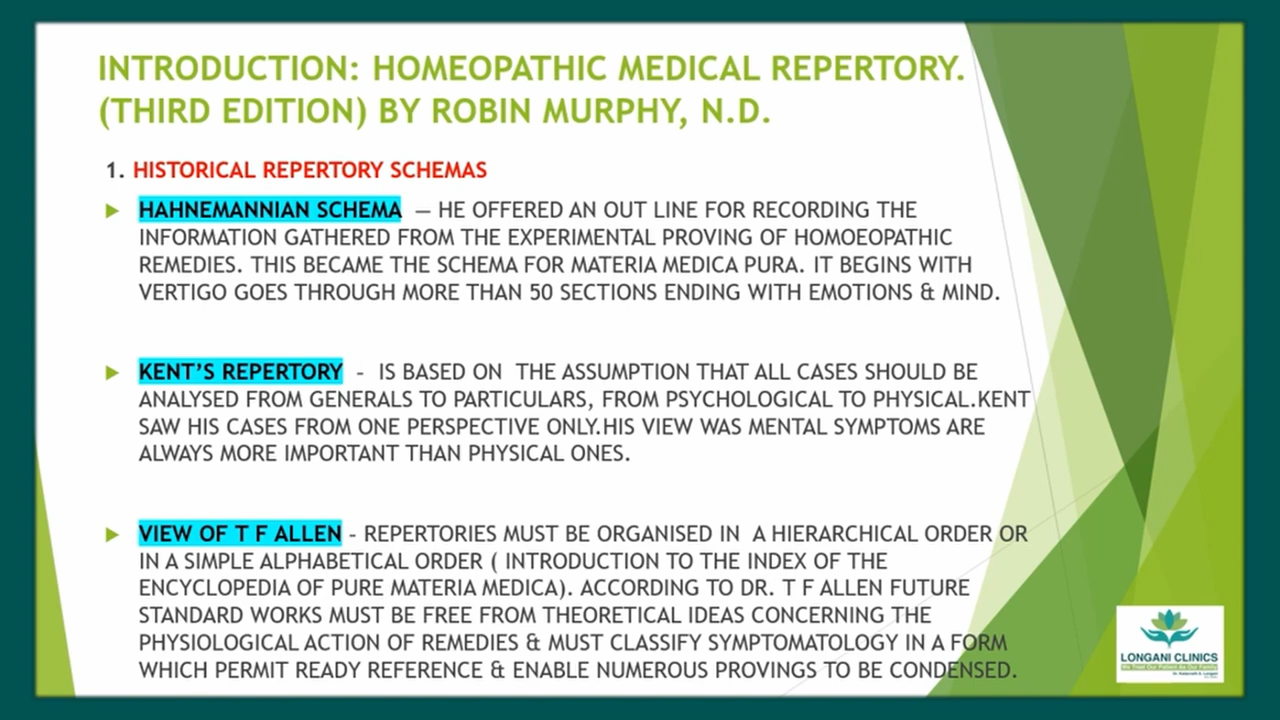 INTRODUCTION: HOMEOPATHIC MEDICAL REPERTORY.
(THIRD EDITION) BY ROBIN MURPHY, N.D.
1. HISTORICAL REPERTORY SCHEMAS
HAHNEMANNIAN SCHEMA – HE OFFERED AN OUT LINE FOR RECORDING THE
INFORMATION GATHERED FROM THE EXPERIMENTAL PROVING OF HOMOEOPATHIC
REMEDIES. THIS BECAME THE SCHEMA FOR MATERIA MEDICA PURA. IT BEGINS WITH
VERTIGO GOES THROUGH MORE THAN 50 SECTIONS ENDING WITH EMOTIONS & MIND.
KENT'S REPERTORY - IS BASED ON THE ASSUMPTION THAT ALL CASES SHOULD BE
ANALYSED FROM GENERALS TO PARTICULARS, FROM PSYCHOLOGICAL TO PHYSICAL.KENT
SAW HIS CASES FROM ONE PERSPECTIVE ONLY.HIS VIEW WAS MENTAL SYMPTOMS ARE
ALWAYS MORE IMPORTANT THAN PHYSICAL ONES.
VIEW OF T F ALLEN - REPERTORIES MUST BE ORGANISED IN A HIERARCHICAL ORDER OR
IN A SIMPLE ALPHABETICAL ORDER ( INTRODUCTION TO THE INDEX OF THE
ENCYCLOPEDIA OF PURE MATERIA MEDICA). ACCORDING TO DR. T F ALLEN FUTURE
STANDARD WORKS MUST BE FREE FROM THEORETICAL IDEAS CONCERNING THE
PHYSIOLOGICAL ACTION OF REMEDIES & MUST CLASSIFY SYMPTOMATOLOGY IN A FORM
WHICH PERMIT READY REFERENCE & ENABLE NUMEROUS PROVINGS TO BE CONDENSED.
LONGANI CLINICS
We Treat Our Patient As Our Family